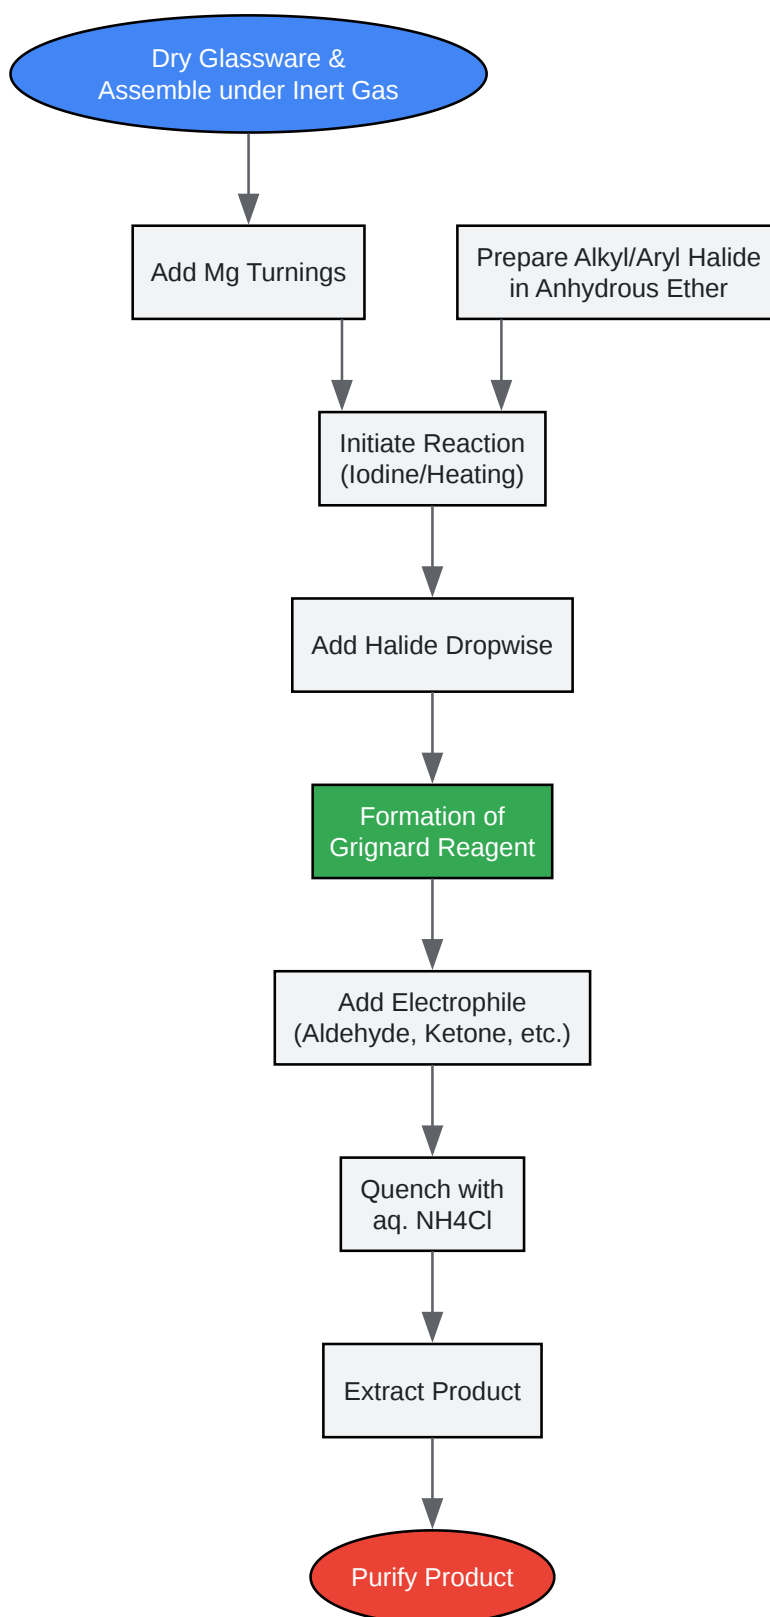 Dry Glassware &
Assemble under Inert Gas
Add Mg Turnings
Prepare Alkyl/Aryl Halide
in Anhydrous Ether
Initiate Reaction
(Iodine/Heating)
Add Halide Dropwise
Formation of
Grignard Reagent
Add Electrophile
(Aldehyde, Ketone, etc.)
Quench with
aq. NH4Cl
Extract Product
Purify Product